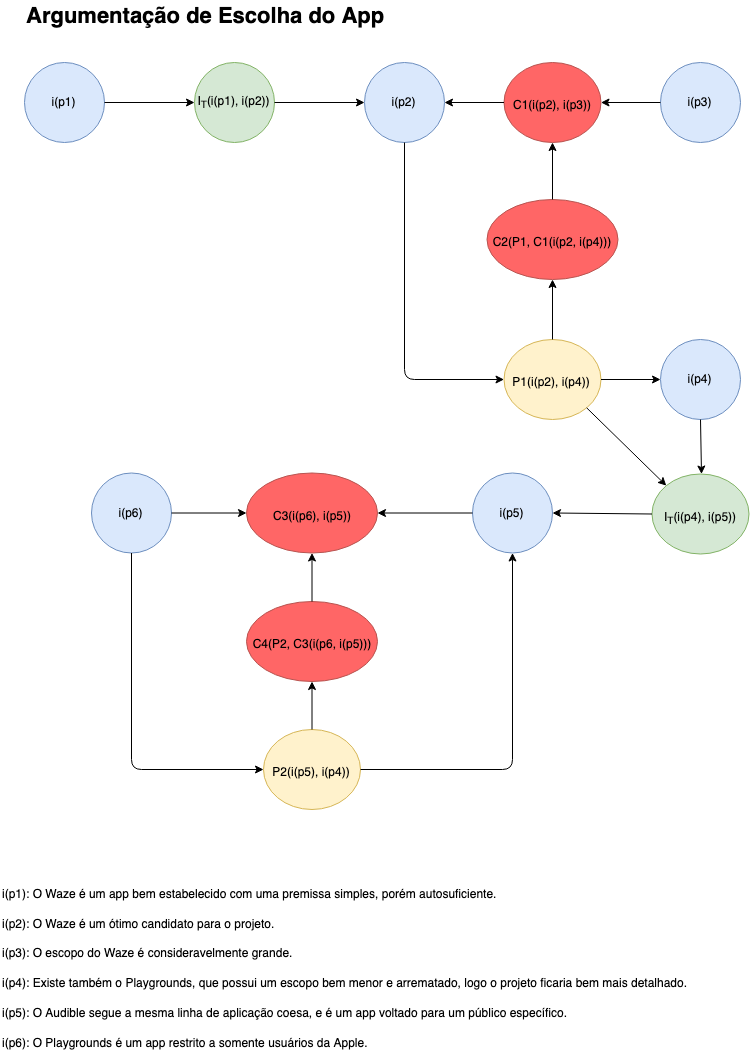 Argumentação de Escolha do App
i(p1)
I_T(i(p1), i(p2))
i(p2)
C1(i(p2), i(p3))
i(p3)
C2(P1, C1(i(p2, i(p4)))
P1(i(p2), i(p4))
i(p4)
i(p6)
C3(i(p6), i(p5))
i(p5)
I_T(i(p4), i(p5))
C4(P2, C3(i(p6, i(p5)))
P2(i(p5), i(p4))
i(p1): O Waze é um app bem estabelecido com uma premissa simples, porém autosuficiente.
i(p2): O Waze é um ótimo candidato para o projeto.
i(p3): O escopo do Waze é consideravelmente grande.
i(p4): Existe também o Playgrounds, que possui um escopo bem menor e arrematado, logo o projeto ficaria bem mais detalhado.
i(p5): O Audible segue a mesma linha de aplicação coesa, e é um app voltado para um público específico.
i(p6): O Playgrounds é um app restrito a somente usuários da Apple.